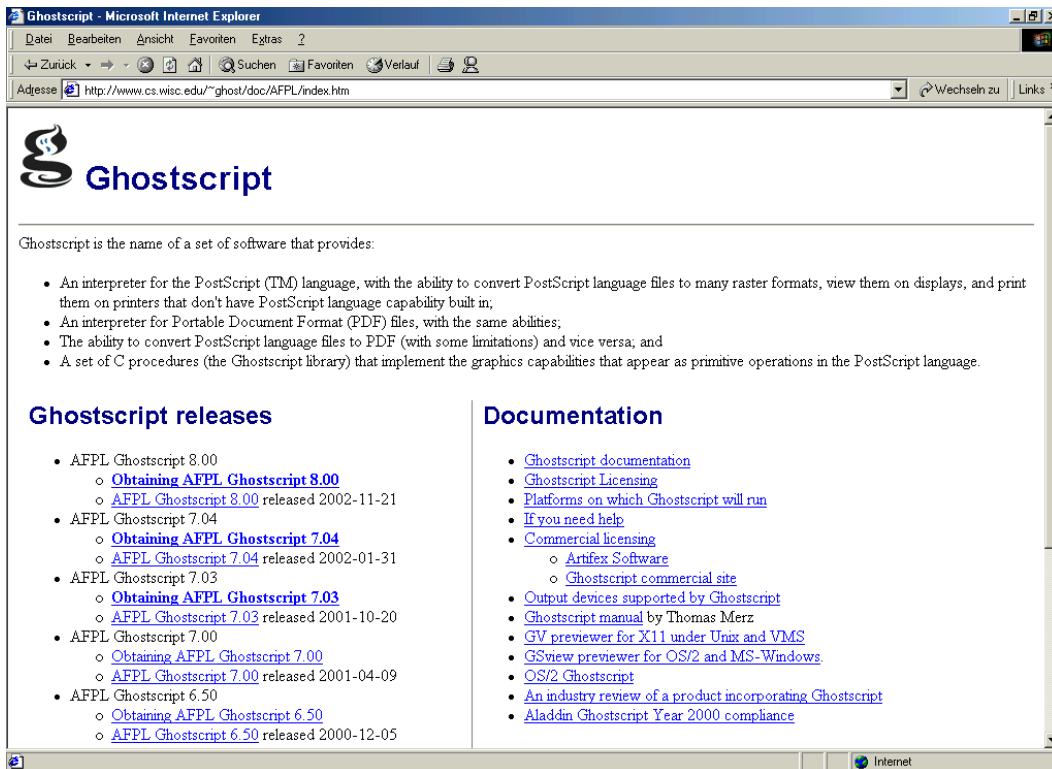 Ghostscript - Microsoft Internet Explorer
Datei Bearbeiten Ansicht Favoriten Extras ?
Zurück Suchen Favoriten Verlauf
Adresse http://www.cs.wisc.edu/~ghost/doc/AFPL/index.htm Wechseln zu Links
Ghostscript
Ghostscript is the name of a set of software that provides:
• An interpreter for the PostScript (TM) language, with the ability to convert PostScript language files to many raster formats, view them on displays, and print
them on printers that don't have PostScript language capability built in;
• An interpreter for Portable Document Format (PDF) files, with the same abilities;
• The ability to convert PostScript language files to PDF (with some limitations) and vice versa; and
• A set of C procedures (the Ghostscript library) that implement the graphics capabilities that appear as primitive operations in the PostScript language.
Ghostscript releases
• AFPL Ghostscript 8.00
○ Obtaining AFPL Ghostscript 8.00
○ AFPL Ghostscript 8.00 released 2002-11-21
• AFPL Ghostscript 7.04
○ Obtaining AFPL Ghostscript 7.04
○ AFPL Ghostscript 7.04 released 2002-01-31
• AFPL Ghostscript 7.03
○ Obtaining AFPL Ghostscript 7.03
○ AFPL Ghostscript 7.03 released 2001-10-20
• AFPL Ghostscript 7.00
○ Obtaining AFPL Ghostscript 7.00
○ AFPL Ghostscript 7.00 released 2001-04-09
• AFPL Ghostscript 6.50
○ Obtaining AFPL Ghostscript 6.50
○ AFPL Ghostscript 6.50 released 2000-12-05
Documentation
• Ghostscript documentation
• Ghostscript Licensing
• Platforms on which Ghostscript will run
• If you need help
• Commercial licensing
○ Artifex Software
○ Ghostscript commercial site
• Output devices supported by Ghostscript
• Ghostscript manual by Thomas Merz
• GV previewer for X11 under Unix and VMS
• GSview previewer for OS/2 and MS-Windows.
• OS/2 Ghostscript
• An industry review of a product incorporating Ghostscript
• Aladdin Ghostscript Year 2000 compliance
Internet